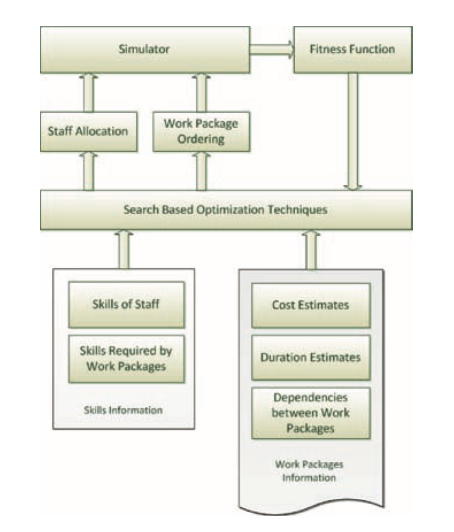 Simulator
Fitness Function
Staff Allocation
Work Package
Ordering
Search Based Optimization Techniques
Skills of Staff
Skills Required by
Work Packages
Skills Information
Cost Estimates
Duration Estimates
Dependencies
between Work
Packages
Work Packages
Information